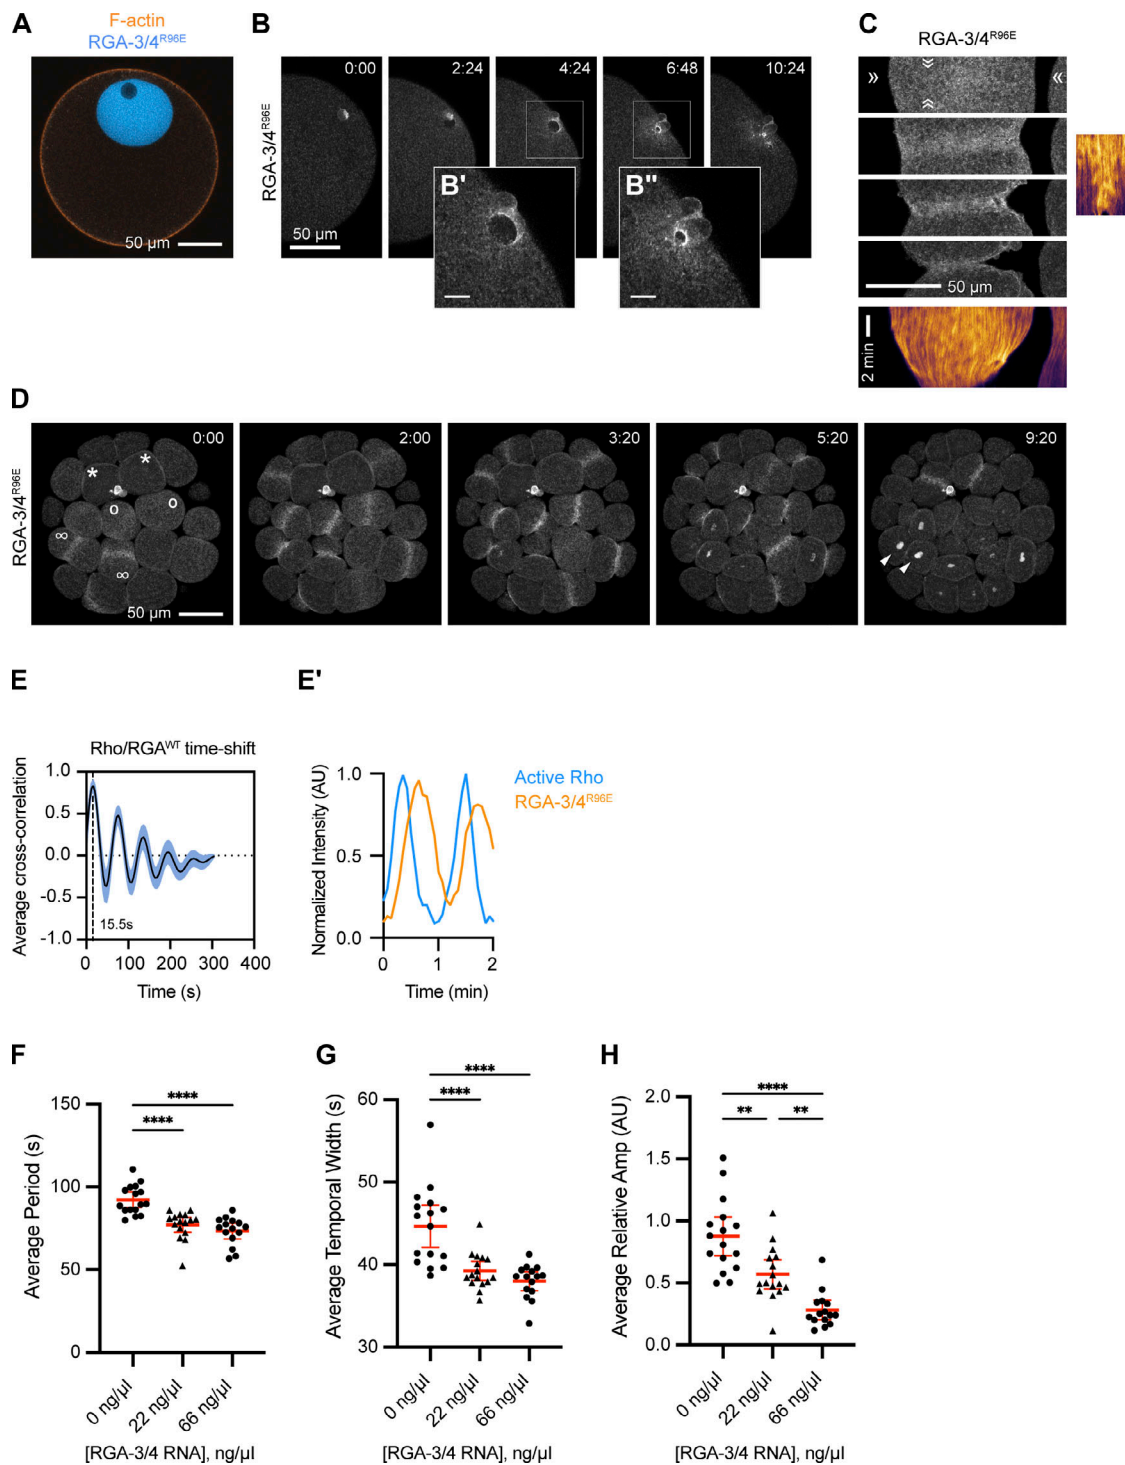 A
F-actin
RGA-3/4R96E
50 µm
B
RGA-3/4R96E
0:00
2:24
4:24
6:48
10:24
50 µm
B'
B"
C
RGA-3/4R96E
»
«
50 µm
2 min
D
RGA-3/4R96E
0:00
2:00
3:20
5:20
9:20
*
*
o
o
∞
∞
50 µm
E
Rho/RGAWT time-shift
Average cross-correlation
1.0
0.5
0.0
-0.5
-1.0
15.5s
0
100
200
300
400
Time (s)
E'
Normalized Intensity (AU)
1.0
0.5
0.0
0
1
2
Time (min)
Active Rho
RGA-3/4R96E
F
Average Period (s)
150
100
50
0
****
****
0 ng/µl
22 ng/µl
66 ng/µl
[RGA-3/4 RNA], ng/µl
G
Average Temporal Width (s)
60
50
40
30
****
****
0 ng/µl
22 ng/µl
66 ng/µl
[RGA-3/4 RNA], ng/µl
H
Average Relative Amp (AU)
2.0
1.5
1.0
0.5
0.0
****
**
**
0 ng/µl
22 ng/µl
66 ng/µl
[RGA-3/4 RNA], ng/µl